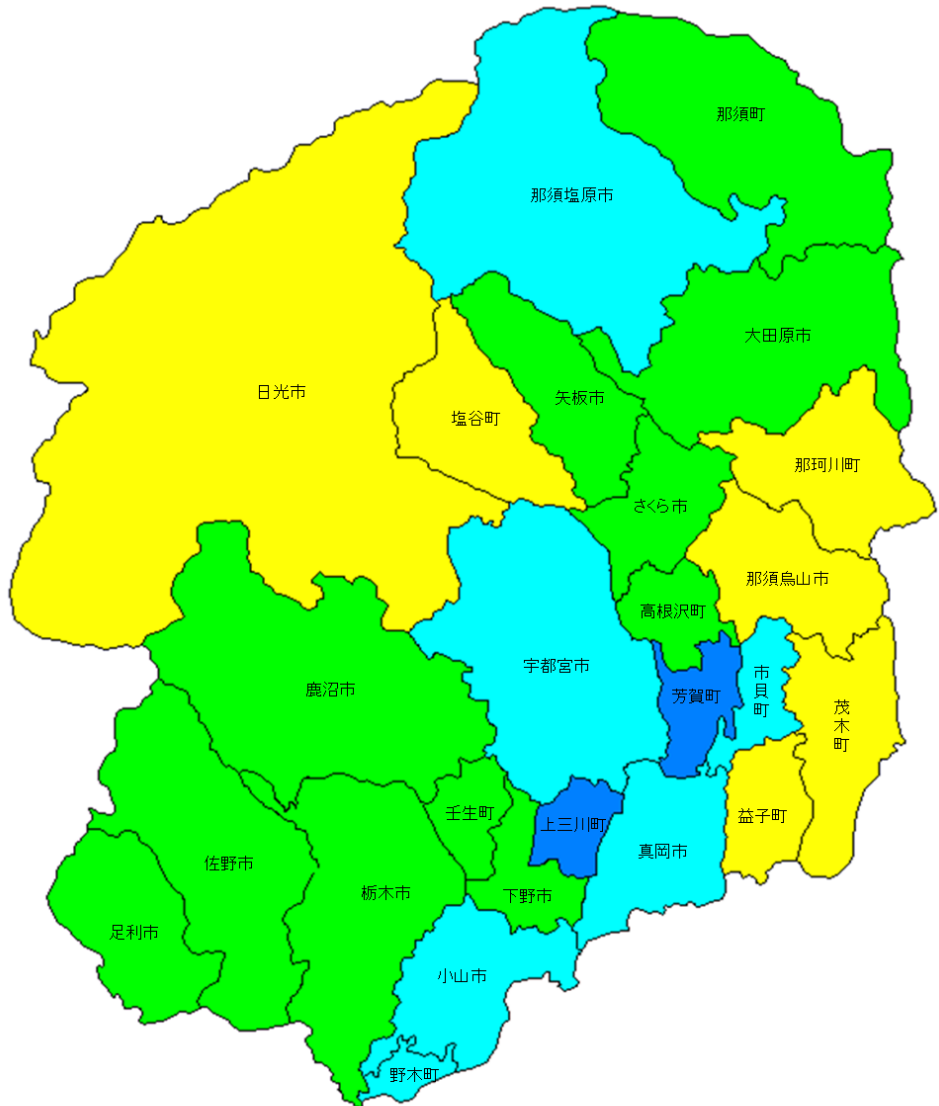 那須町
那須塩原市
大田原市
日光市
矢板市
塩谷町
那珂川町
さくら市
那須烏山市
高根沢町
宇都宮市
市貝町
鹿沼市
芳賀町
茂木町
壬生町
益子町
上三川町
真岡市
佐野市
栃木市
下野市
足利市
小山市
野木町